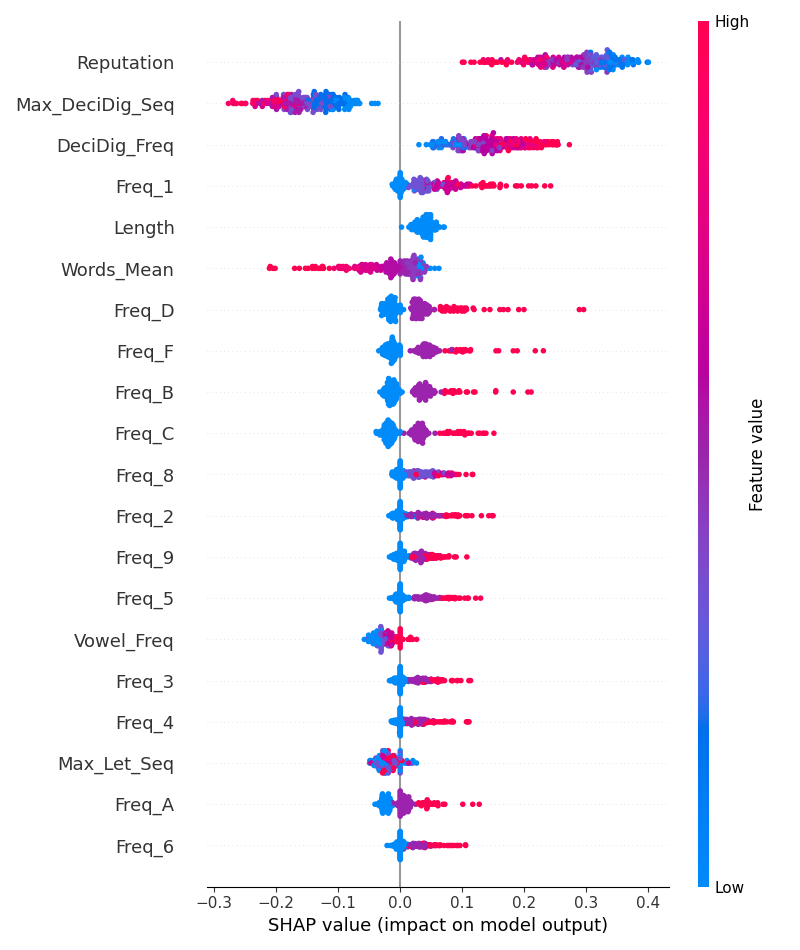 High
Reputation
Max_DeciDig_Seq
DeciDig_Freq
Freq_1
Length
Words_Mean
Freq_D
Freq_F
Freq_B
Freq_C
Freq_8
Freq_2
Freq_9
Freq_5
Vowel_Freq
Freq_3
Freq_4
Max_Let_Seq
Freq_A
Freq_6
Feature value
Low
−0.3 −0.2 −0.1 0.0 0.1 0.2 0.3 0.4
SHAP value (impact on model output)